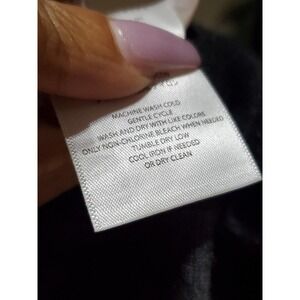 MACHINE WASH COLD
GENTLE CYCLE
WASH AND DRY WITH LIKE COLORS
ONLY NON-CHLORINE BLEACH WHEN NEEDED
TUMBLE DRY LOW
COOL IRON IF NEEDED
OR DRY CLEAN